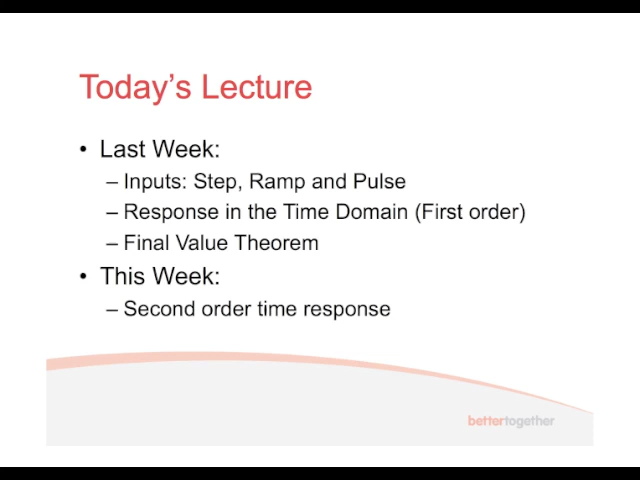 Today's Lecture
• Last Week:
– Inputs: Step, Ramp and Pulse
– Response in the Time Domain (First order)
– Final Value Theorem
• This Week:
– Second order time response
bettertogether